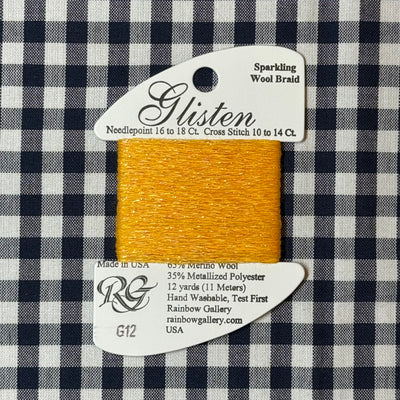 Sparkling
Wool Braid
Glisten
Needlepoint 16 to 18 Ct. Cross Stitch 10 to 14 Ct.
Made in USA
65% Merino Wool
35% Metallized Polyester
12 yards (11 Meters)
Hand Washable, Test First
Rainbow Gallery
rainbowgallery.com
USA
RG
G12